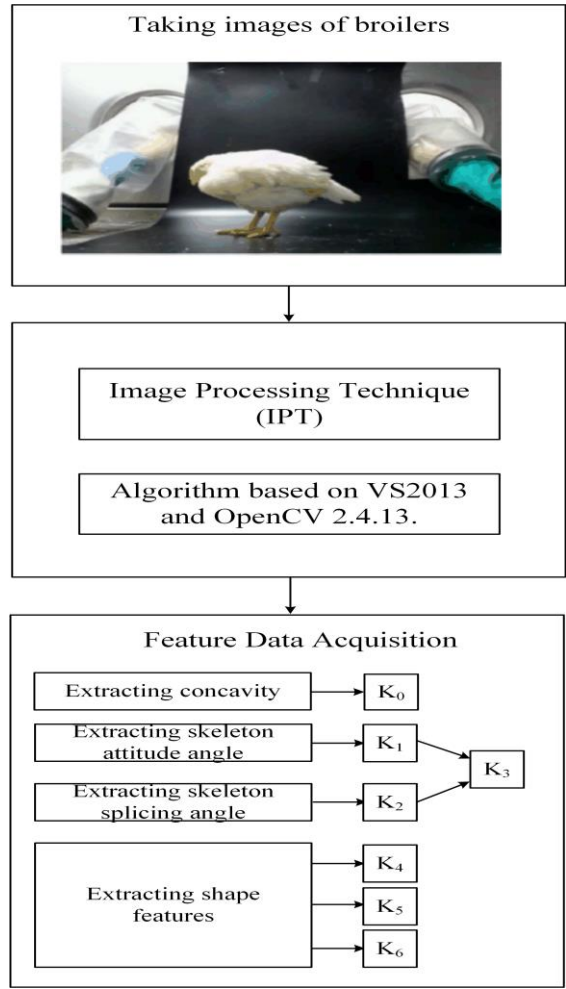 Taking images of broilers
Image Processing Technique
(IPT)
Algorithm based on VS2013
and OpenCV 2.4.13.
Feature Data Acquisition
Extracting concavity
K₀
Extracting skeleton
attitude angle
K₁
K₃
Extracting skeleton
splicing angle
K₂
Extracting shape
features
K₄
K₅
K₆